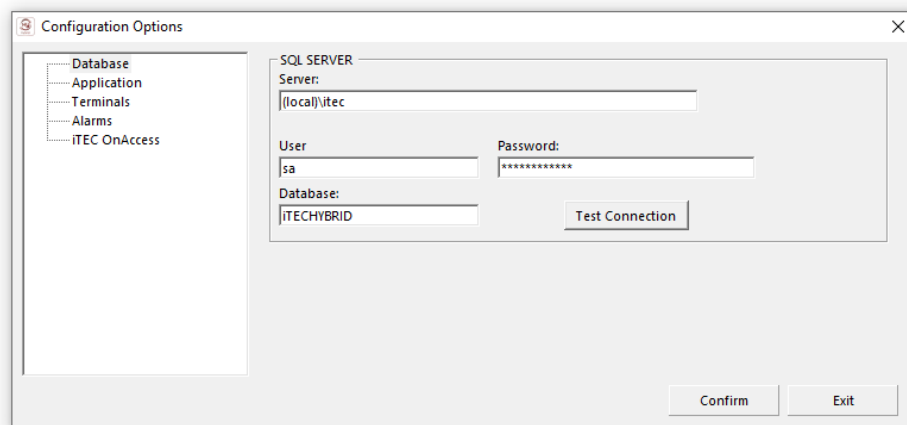 Configuration Options
Database
Application
Terminals
Alarms
iTEC OnAccess
SQL SERVER
Server:
(local)\itec
User
Password:
sa
************
Database:
iTECHYBRID
Test Connection
Confirm
Exit